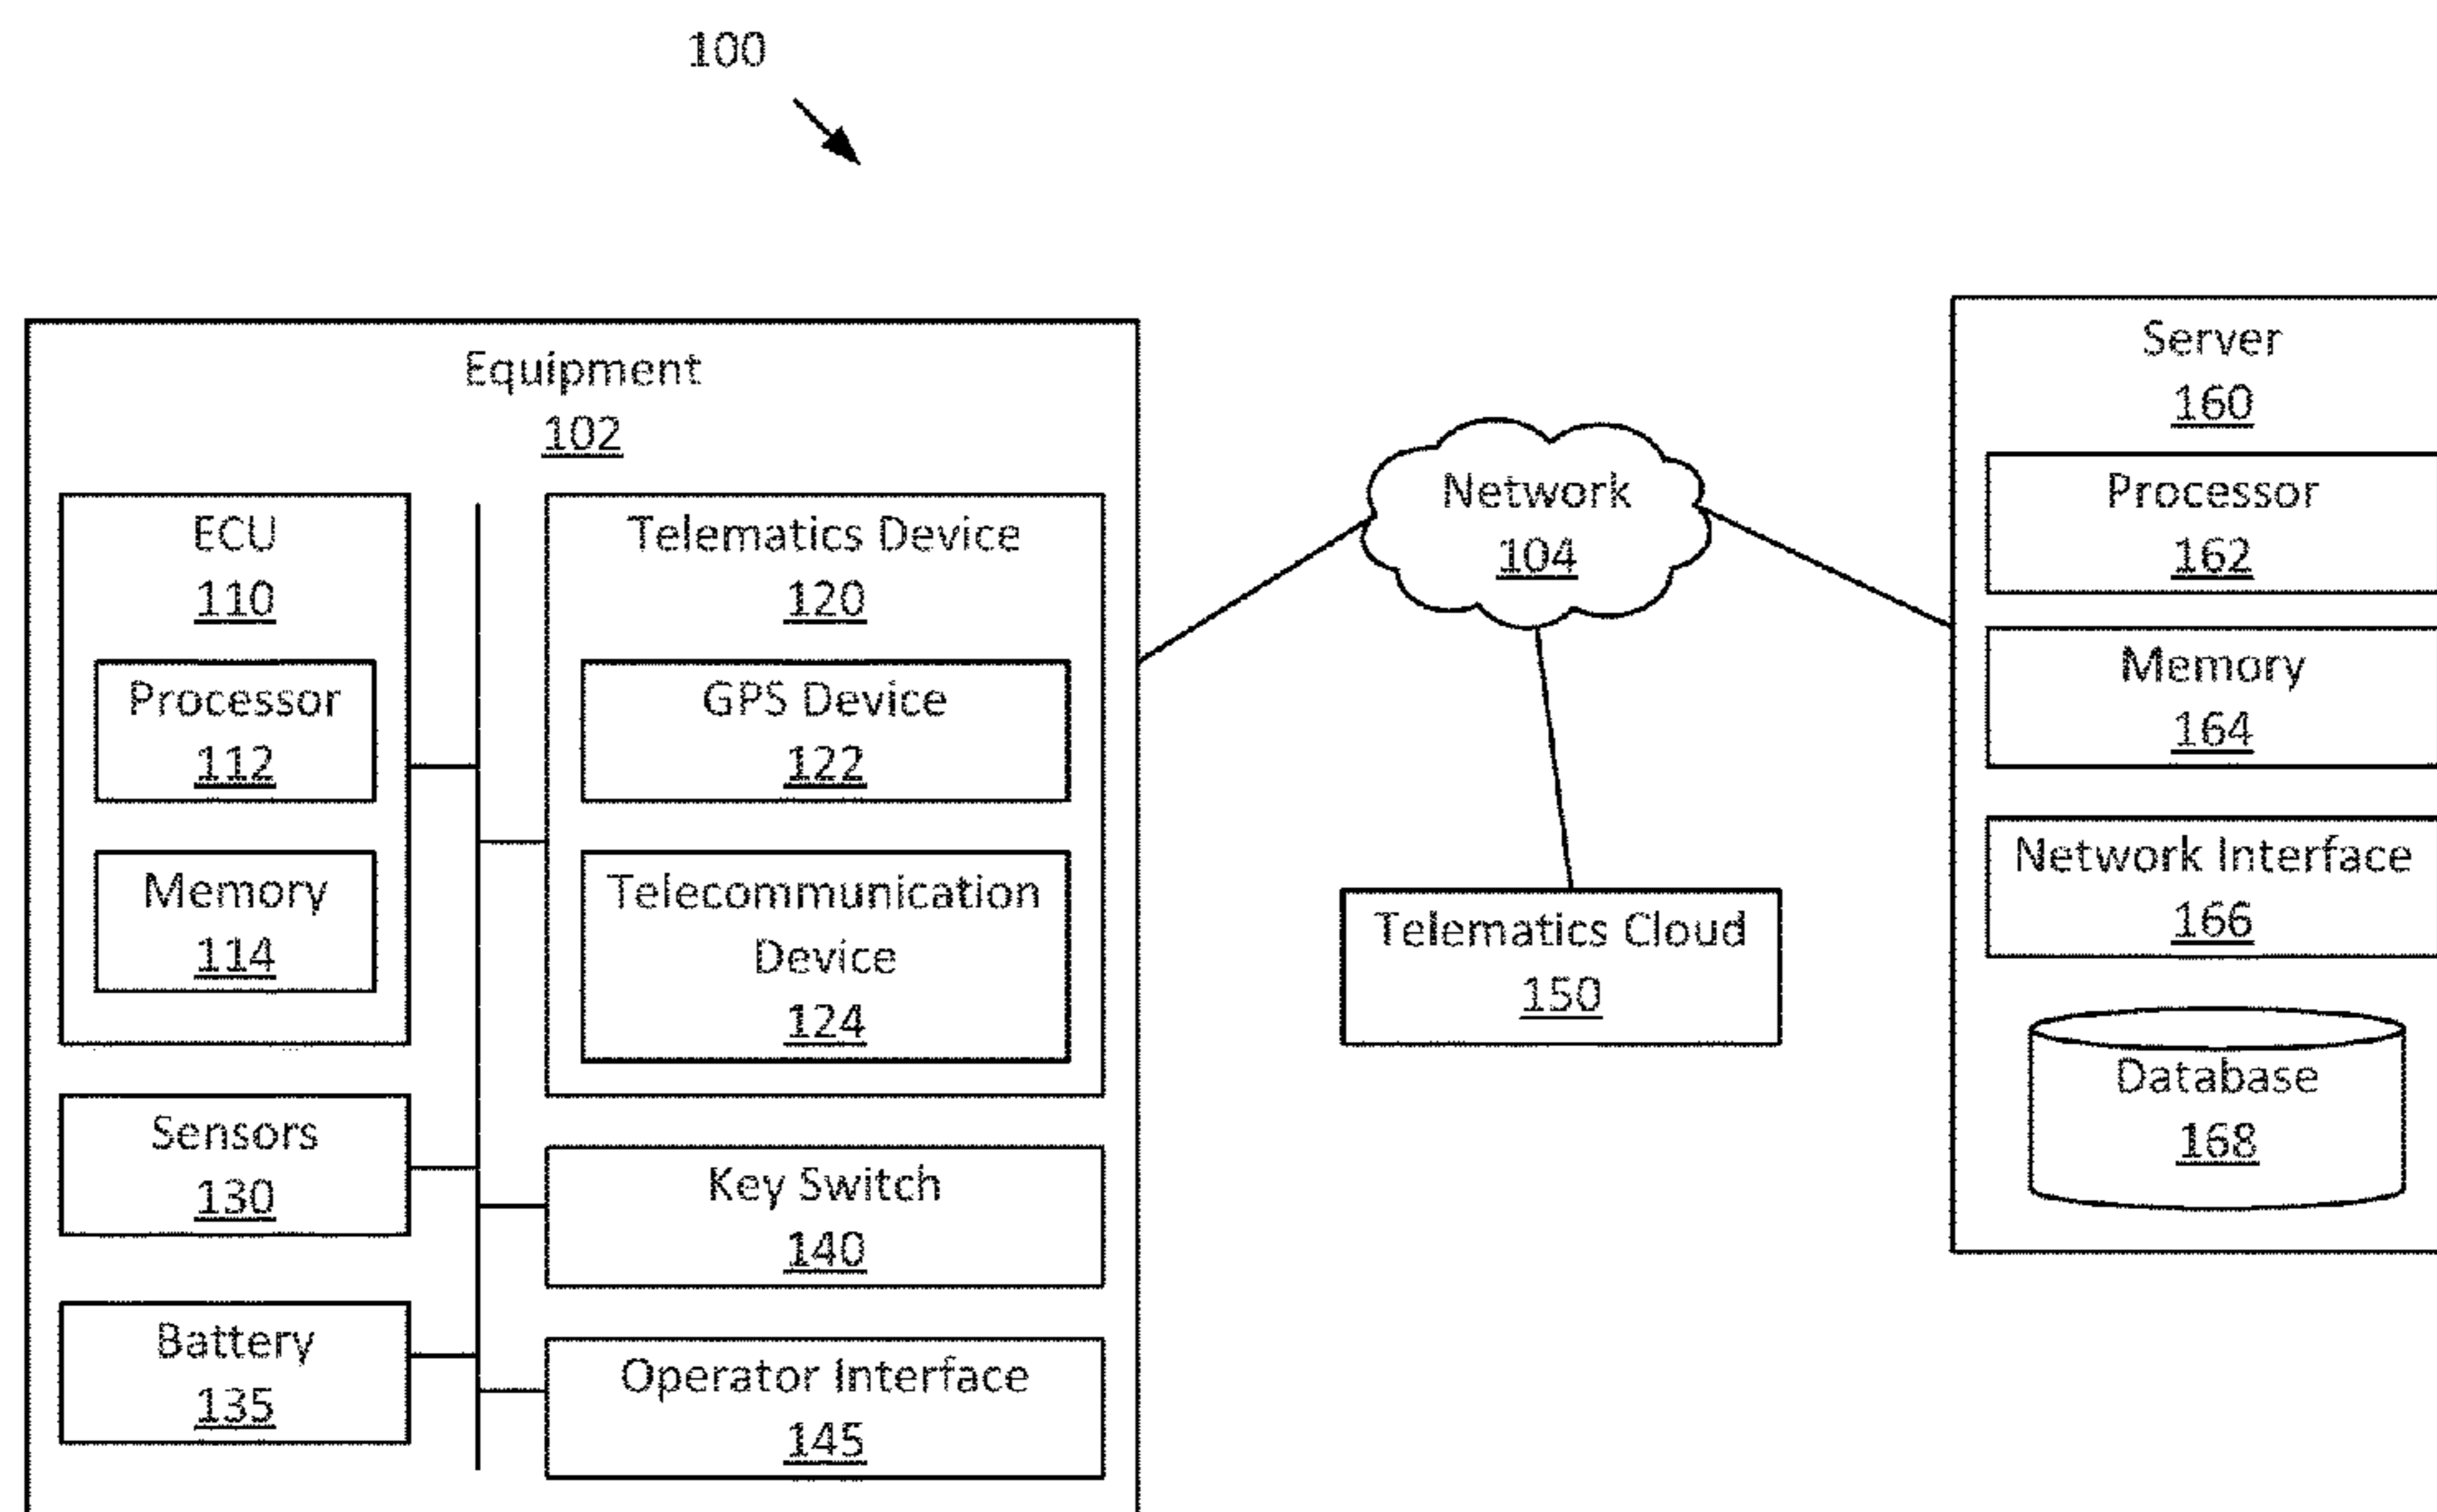 100
Equipment
102
ECU
110
Processor
112
Memory
114
Sensors
130
Battery
135
Telematics Device
120
GPS Device
122
Telecommunication
Device
124
Key Switch
140
Operator Interface
145
Network
104
Telematics Cloud
150
Server
160
Processor
162
Memory
164
Network Interface
166
Database
168